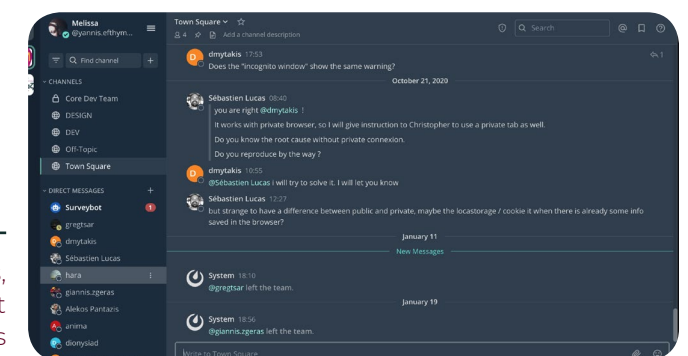 Melissa
@yannis.efthym...
Find channel
CHANNELS
Core Dev Team
DESIGN
DEV
Off-Topic
Town Square
DIRECT MESSAGES
Surveybot 1
gregtsar
dmytakis
Sébastien Lucas
hara
giannis.zgeras
Alekos Pantazis
anima
dionysiad
Town Square
4 Add a channel description
Search
dmytakis 17:53
1
Does the "incognito window" show the same warning?
October 21, 2020
Sébastien Lucas 08:40
you are right @dmytakis !
It works with private browser, so I will give instruction to Christopher to use a private tab as well.
Do you know the root cause without private connexion.
Do you reproduce by the way ?
dmytakis 10:55
@Sébastien Lucas i will try to solve it. I will let you know
Sébastien Lucas 12:27
but strange to have a difference between public and private, maybe the locastorage / cookie it when there is already some info
saved in the browser?
January 11
New Messages
System 18:10
@gregtsar left the team.
January 19
System 18:56
@giannis.zgeras left the team.
Write to Town Square